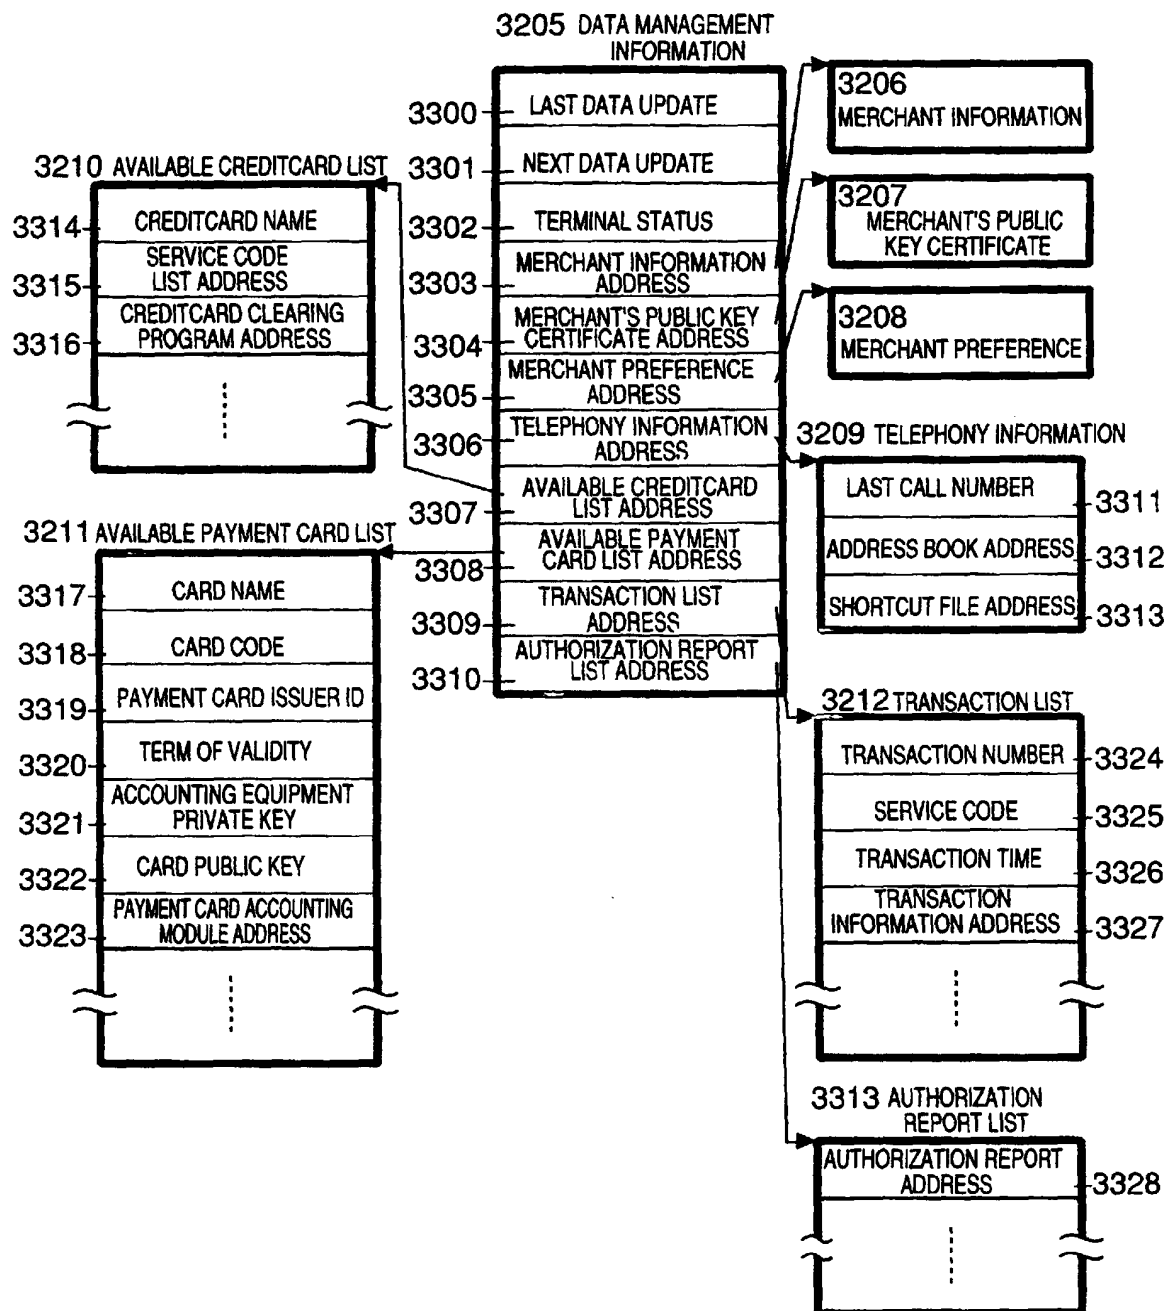 3205 DATA MANAGEMENT
INFORMATION
3300
LAST DATA UPDATE
3301
NEXT DATA UPDATE
3302
TERMINAL STATUS
3303
MERCHANT INFORMATION
ADDRESS
3304
MERCHANT'S PUBLIC KEY
CERTIFICATE ADDRESS
3305
MERCHANT PREFERENCE
ADDRESS
3306
TELEPHONY INFORMATION
ADDRESS
3307
AVAILABLE CREDITCARD
LIST ADDRESS
3308
AVAILABLE PAYMENT
CARD LIST ADDRESS
3309
TRANSACTION LIST
ADDRESS
3310
AUTHORIZATION REPORT
LIST ADDRESS
3206
MERCHANT INFORMATION
3207
MERCHANT'S PUBLIC
KEY CERTIFICATE
3208
MERCHANT PREFERENCE
3209 TELEPHONY INFORMATION
LAST CALL NUMBER
3311
ADDRESS BOOK ADDRESS
3312
SHORTCUT FILE ADDRESS
3313
3210 AVAILABLE CREDITCARD LIST
3314
CREDITCARD NAME
3315
SERVICE CODE
LIST ADDRESS
3316
CREDITCARD CLEARING
PROGRAM ADDRESS
3211 AVAILABLE PAYMENT CARD LIST
3317
CARD NAME
3318
CARD CODE
3319
PAYMENT CARD ISSUER ID
3320
TERM OF VALIDITY
3321
ACCOUNTING EQUIPMENT
PRIVATE KEY
3322
CARD PUBLIC KEY
3323
PAYMENT CARD ACCOUNTING
MODULE ADDRESS
3212 TRANSACTION LIST
TRANSACTION NUMBER
3324
SERVICE CODE
3325
TRANSACTION TIME
3326
TRANSACTION
INFORMATION ADDRESS
3327
3313 AUTHORIZATION
REPORT LIST
AUTHORIZATION REPORT
ADDRESS
3328